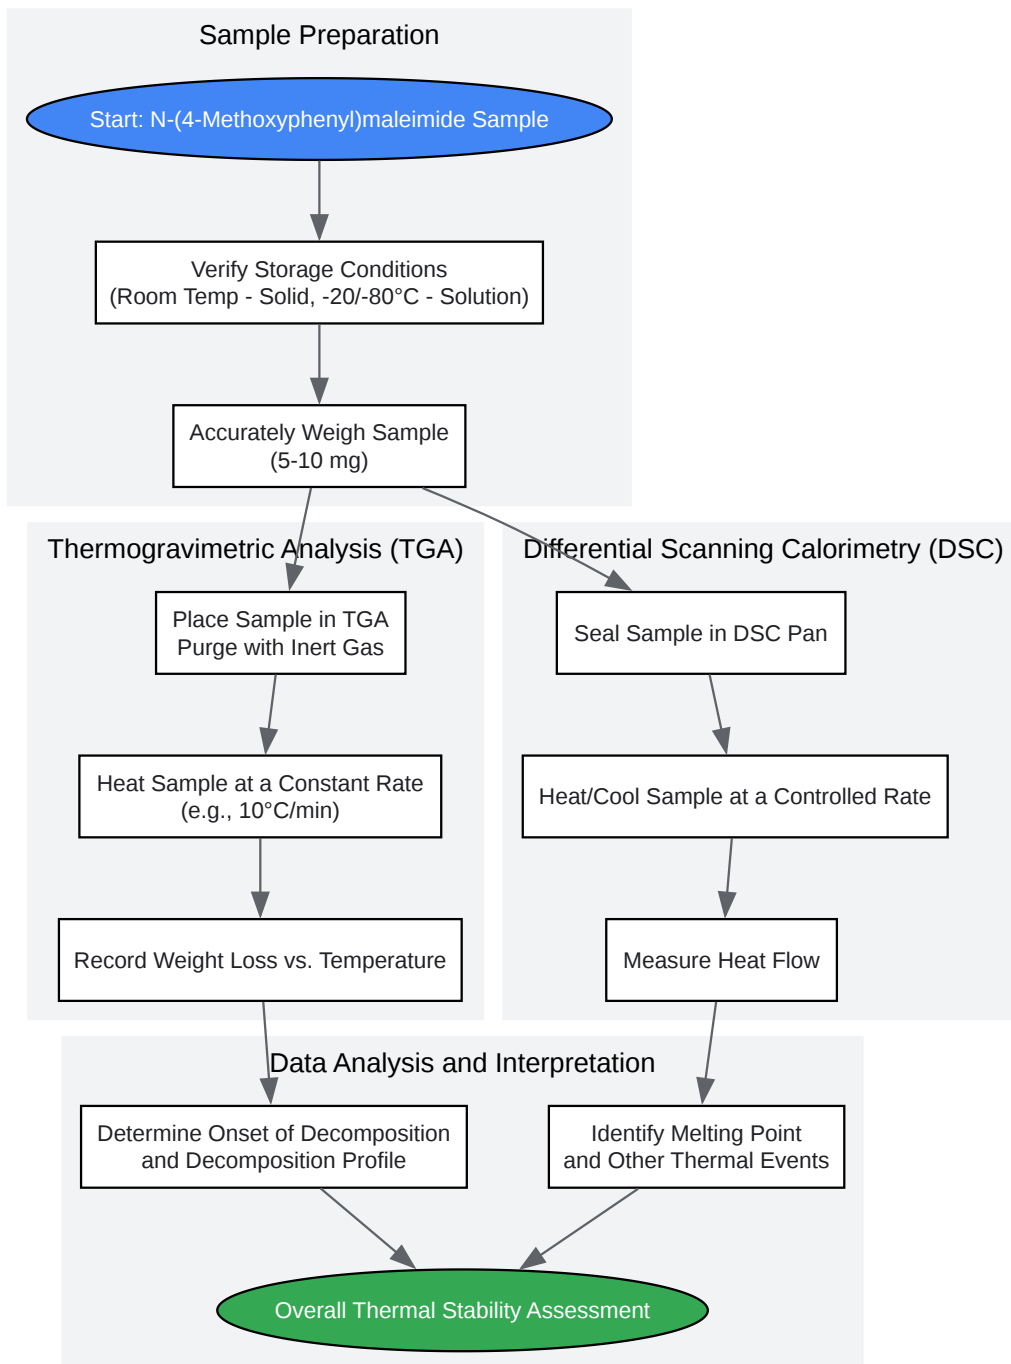 Sample Preparation
Start: N-(4-Methoxyphenyl)maleimide Sample
Verify Storage Conditions
(Room Temp - Solid, -20/-80°C - Solution)
Accurately Weigh Sample
(5-10 mg)
Thermogravimetric Analysis (TGA)
Place Sample in TGA
Purge with Inert Gas
Heat Sample at a Constant Rate
(e.g., 10°C/min)
Record Weight Loss vs. Temperature
Differential Scanning Calorimetry (DSC)
Seal Sample in DSC Pan
Heat/Cool Sample at a Controlled Rate
Measure Heat Flow
Data Analysis and Interpretation
Determine Onset of Decomposition
and Decomposition Profile
Identify Melting Point
and Other Thermal Events
Overall Thermal Stability Assessment